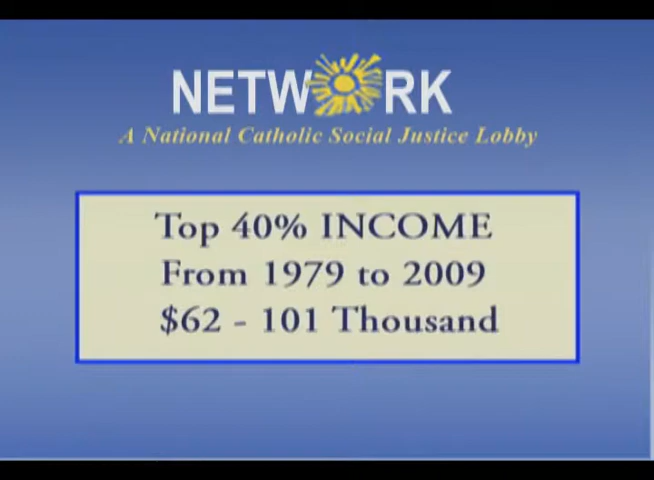 NETWORK
A National Catholic Social Justice Lobby
Top 40% INCOME
From 1979 to 2009
$62 - 101 Thousand